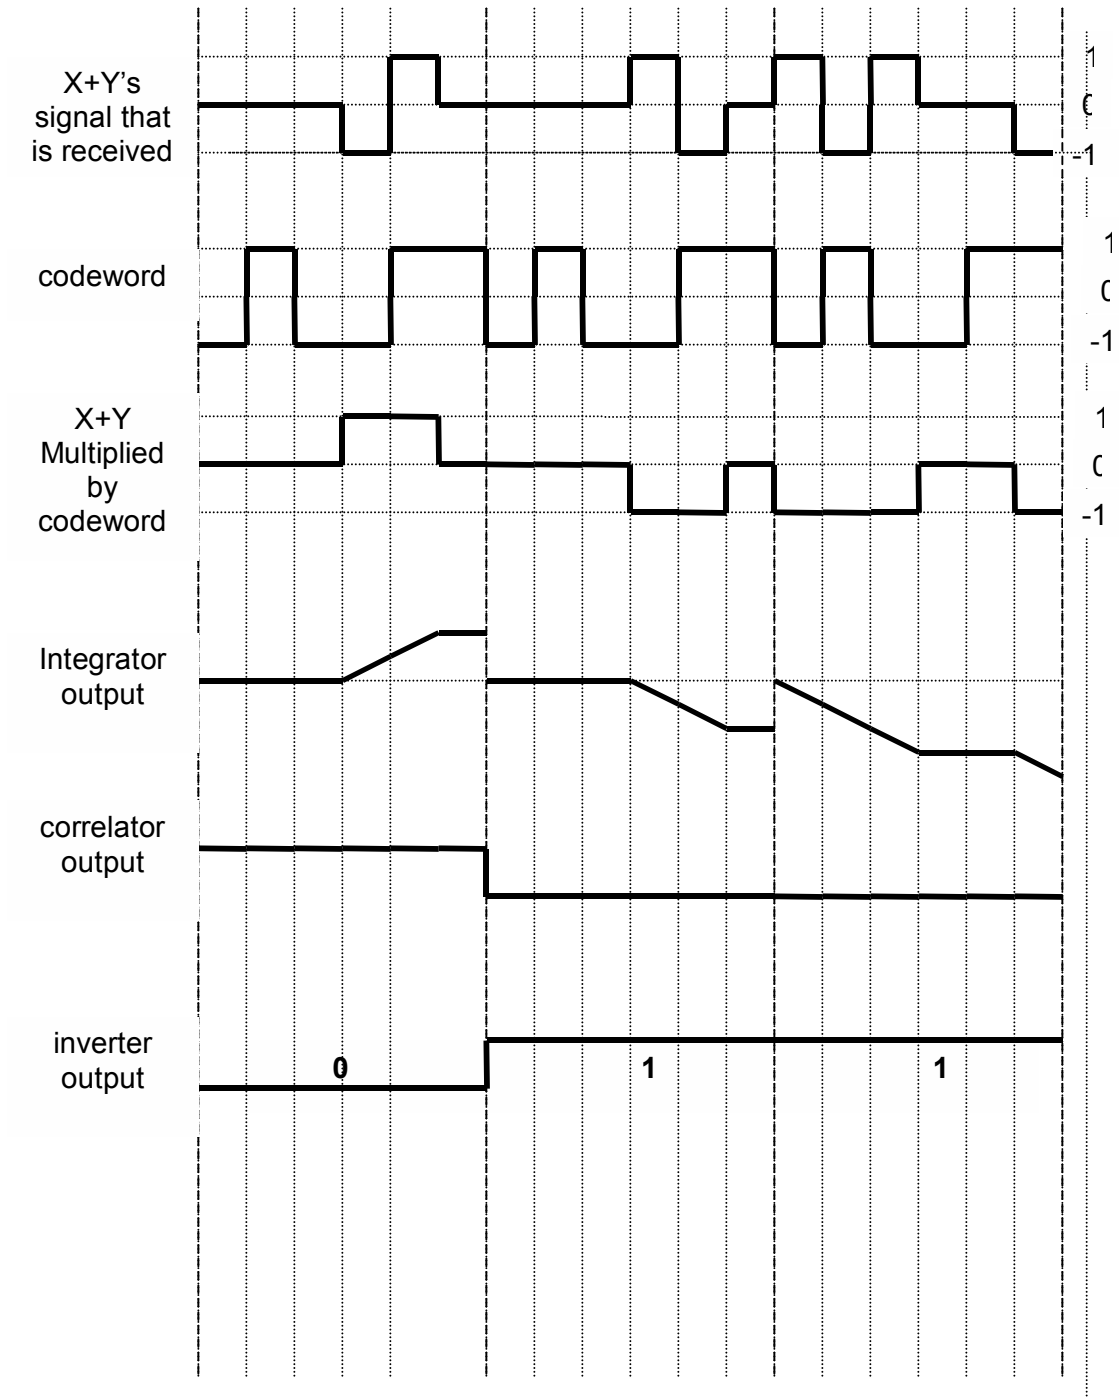 X+Y's
signal that
is received
1
0
-1
codeword
1
0
-1
X+Y
Multiplied
by
codeword
1
0
-1
Integrator
output
correlator
output
inverter
output
0
1
1